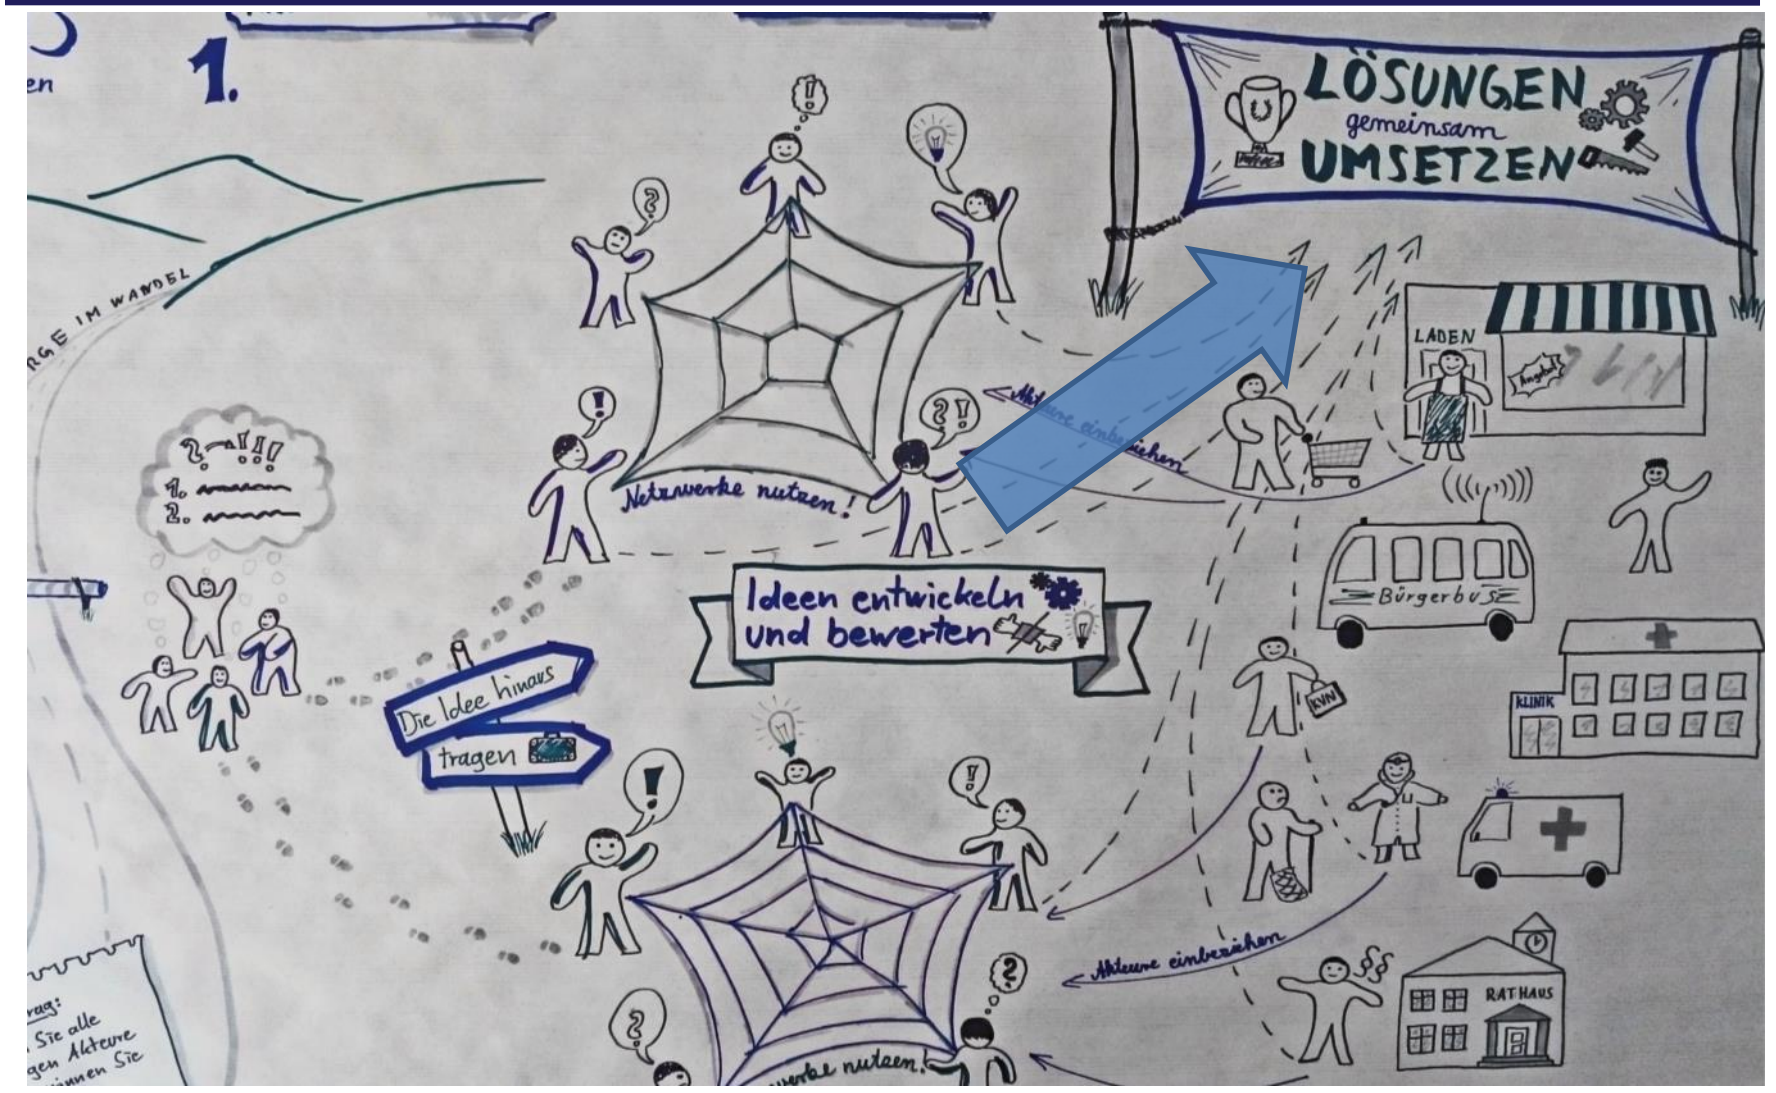 en
1.
LÖSUNGEN
gemeinsam
UMSETZEN
RGE IM WANDEL
!
?
LADEN
Angebot
!
?!
Akteure einbeziehen
?→!!!
1.
2.
Netzwerke nutzen!
Ideen entwickeln
und bewerten
Bürgerbus
Die Idee hinaus
tragen
KVN
KLINIK
!
!
Akteure einbeziehen
§§
RATHAUS
?
?
rag:
Sie alle
gen Akteure
innen Sie
werke nutzen!